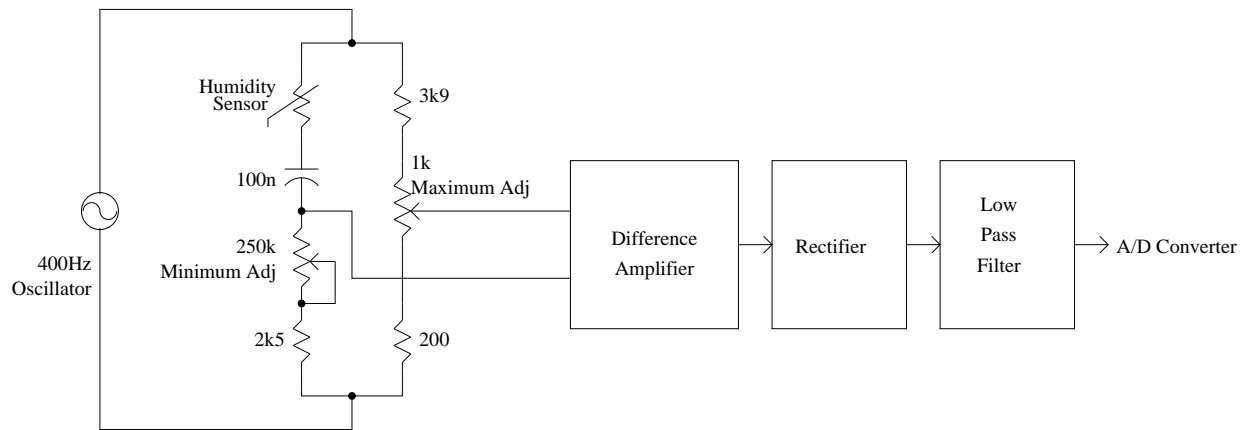 Humidity
Sensor
3k9
1k
Maximum Adj
100n
250k
Minimum Adj
400Hz
Oscillator
2k5
200
Difference
Amplifier
Rectifier
Low
Pass
Filter
A/D Converter